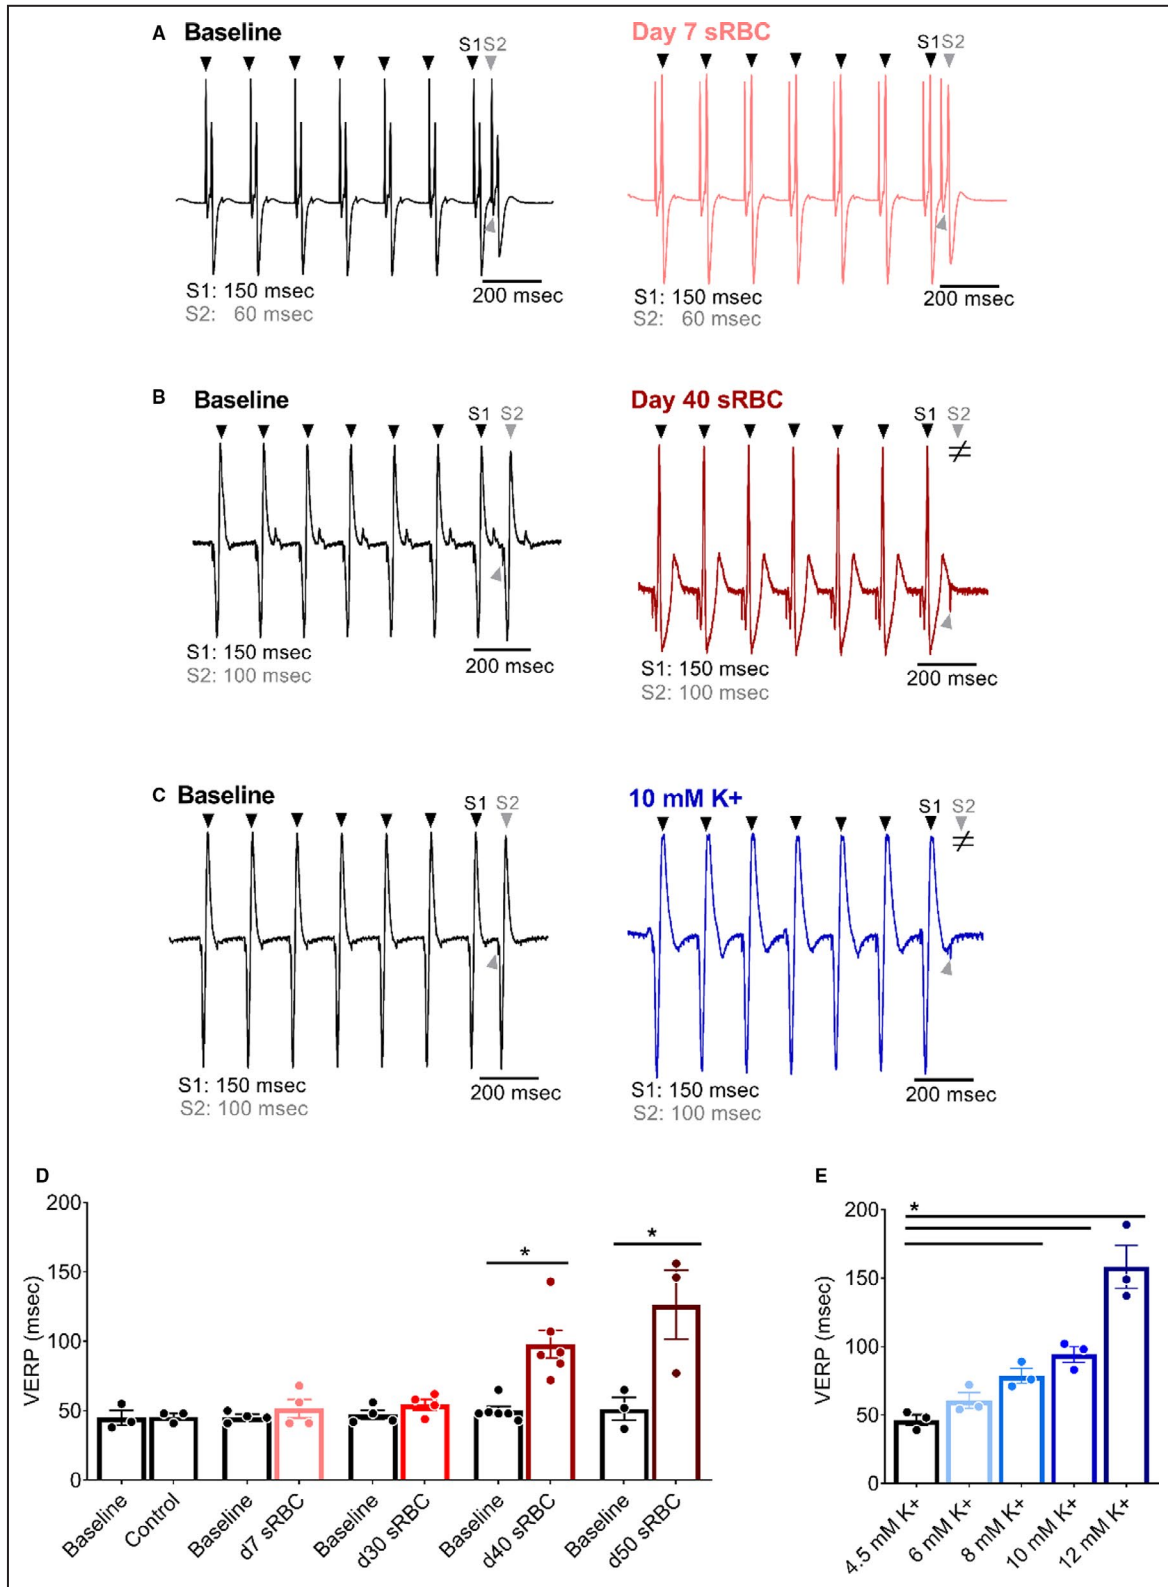 A Baseline Day 7 sRBC
S1 S2 S1 S2
S1: 150 msec 200 msec S1: 150 msec 200 msec
S2: 60 msec S2: 60 msec
B Baseline Day 40 sRBC
S1 S2 S1 S2
≠ 
S1: 150 msec 200 msec S1: 150 msec 200 msec
S2: 100 msec S2: 100 msec
C Baseline 10 mM K+
S1 S2 S1 S2
≠
S1: 150 msec 200 msec S1: 150 msec 200 msec
S2: 100 msec S2: 100 msec
D
VERP (msec)
200
150
100
50
0
* *
Baseline
Control
Baseline
d7 sRBC
Baseline
d30 sRBC
Baseline
d40 sRBC
Baseline
d50 sRBC
E
VERP (msec)
200
150
100
50
0
*
4.5 mM K+
6 mM K+
8 mM K+
10 mM K+
12 mM K+